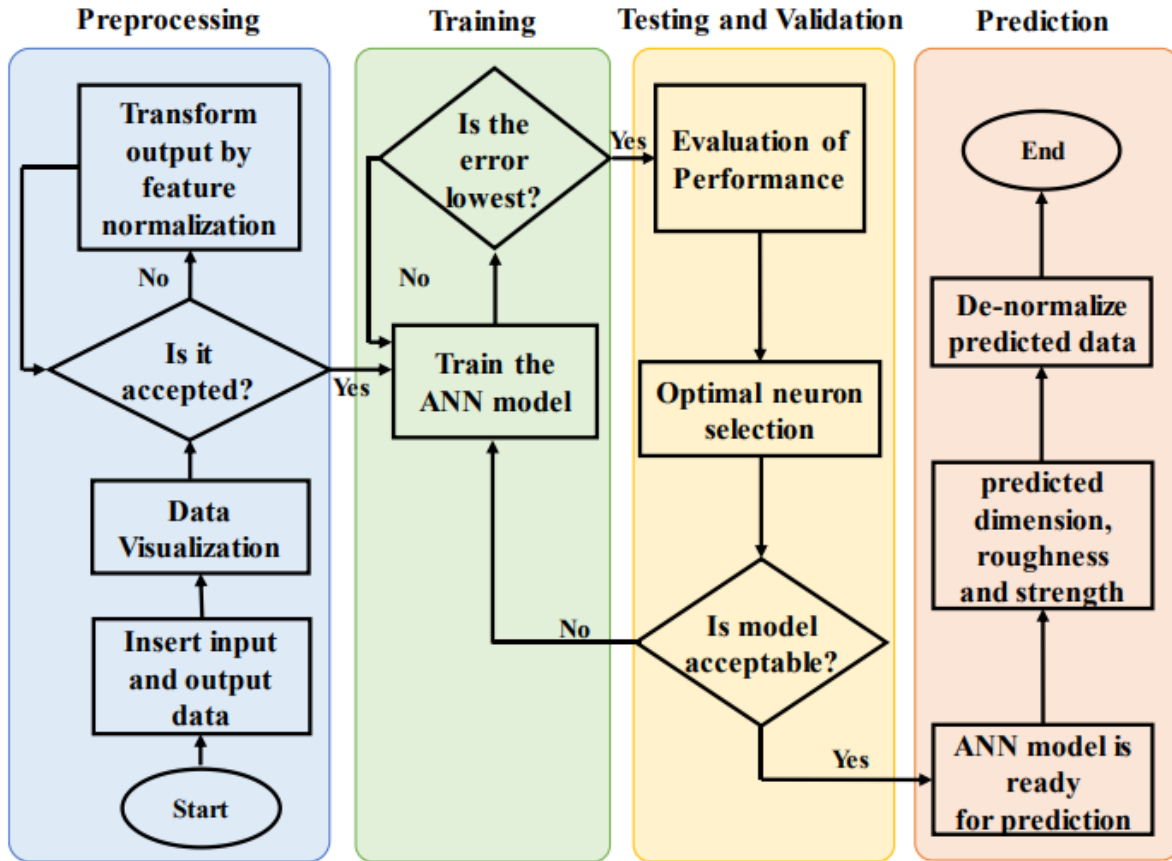 Preprocessing
Training
Testing and Validation
Prediction
Transform
output by
feature
normalization
No
Is it
accepted?
Yes
Data
Visualization
Insert input
and output
data
Start
Is the
error
lowest?
Yes
No
Train the
ANN model
Evaluation of
Performance
Optimal neuron
selection
Is model
acceptable?
No
Yes
End
De-normalize
predicted data
predicted
dimension,
roughness
and strength
ANN model is
ready
for prediction